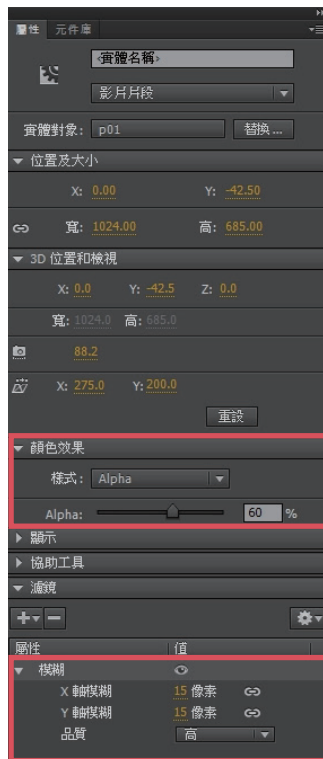 屬性 元件庫
<實體名稱>
影片片段
實體對象: p01 替換...
位置及大小
X: 0.00 Y: -42.50
寬: 1024.00 高: 685.00
3D 位置和檢視
X: 0.0 Y: -42.5 Z: 0.0
寬: 1024.0 高: 685.0
88.2
X: 275.0 Y: 200.0
重設
顏色效果
樣式: Alpha
Alpha: 60 %
顯示
協助工具
濾鏡
屬性 值
模糊
X 軸模糊 15 像素
Y 軸模糊 15 像素
品質 高